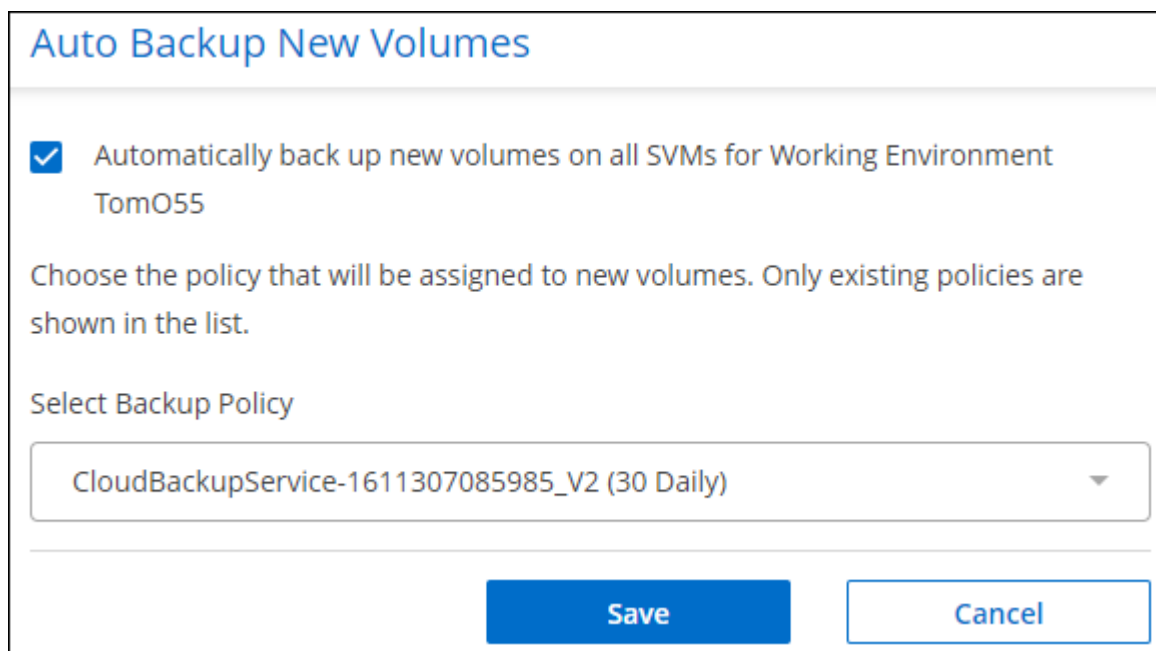 Auto Backup New Volumes
Automatically back up new volumes on all SVMs for Working Environment
TomO55
Choose the policy that will be assigned to new volumes. Only existing policies are
shown in the list.
Select Backup Policy
CloudBackupService-1611307085985_V2 (30 Daily)
Save
Cancel